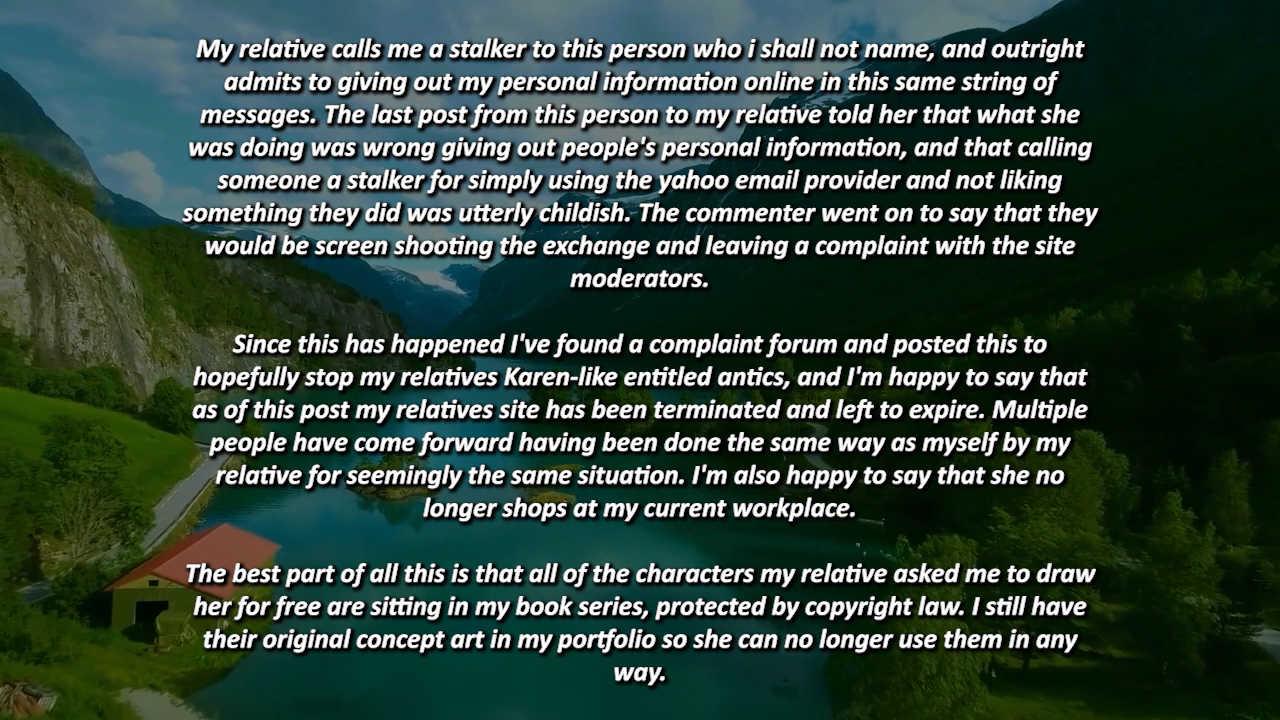 My relative calls me a stalker to this person who i shall not name, and outright
admits to giving out my personal information online in this same string of
messages. The last post from this person to my relative told her that what she
was doing was wrong giving out people's personal information, and that calling
someone a stalker for simply using the yahoo email provider and not liking
something they did was utterly childish. The commenter went on to say that they
would be screen shooting the exchange and leaving a complaint with the site
moderators.
Since this has happened I've found a complaint forum and posted this to
hopefully stop my relatives Karen-like entitled antics, and I'm happy to say that
as of this post my relatives site has been terminated and left to expire. Multiple
people have come forward having been done the same way as myself by my
relative for seemingly the same situation. I'm also happy to say that she no
longer shops at my current workplace.
The best part of all this is that all of the characters my relative asked me to draw
her for free are sitting in my book series, protected by copyright law. I still have
their original concept art in my portfolio so she can no longer use them in any
way.